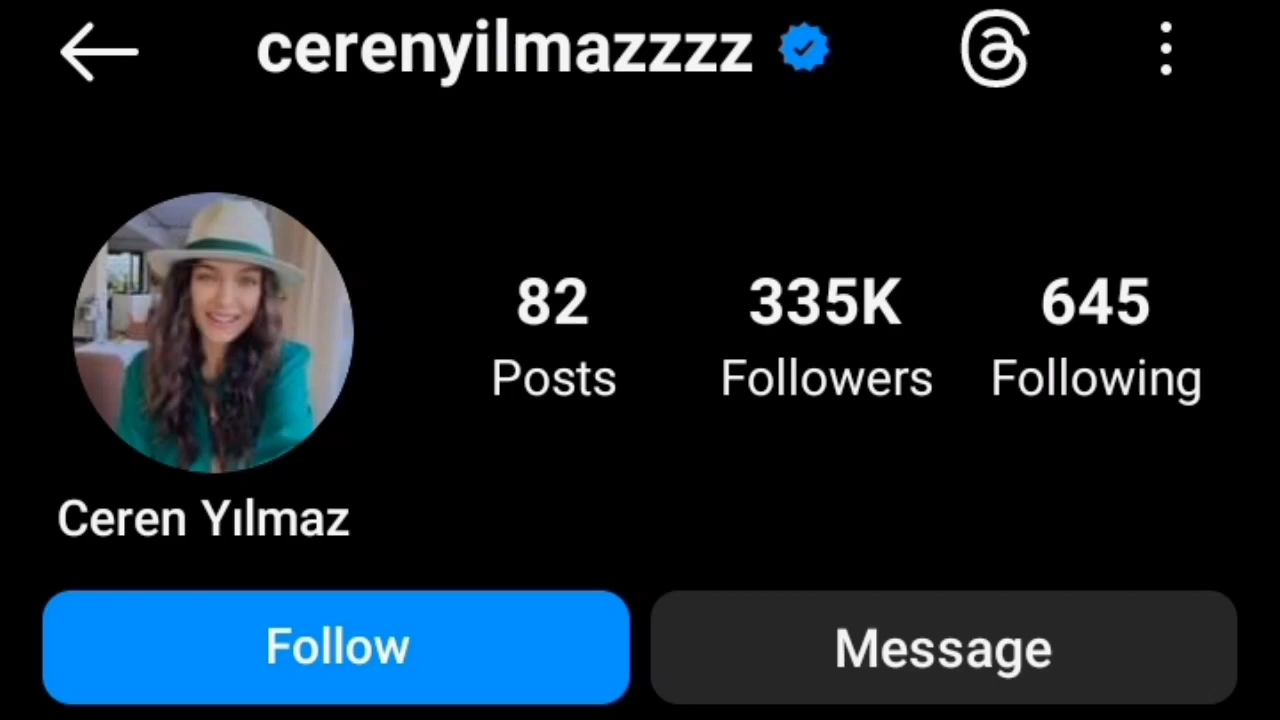 cerenyilmazzzz
82 335K 645
Posts Followers Following
Ceren Yılmaz
Follow Message